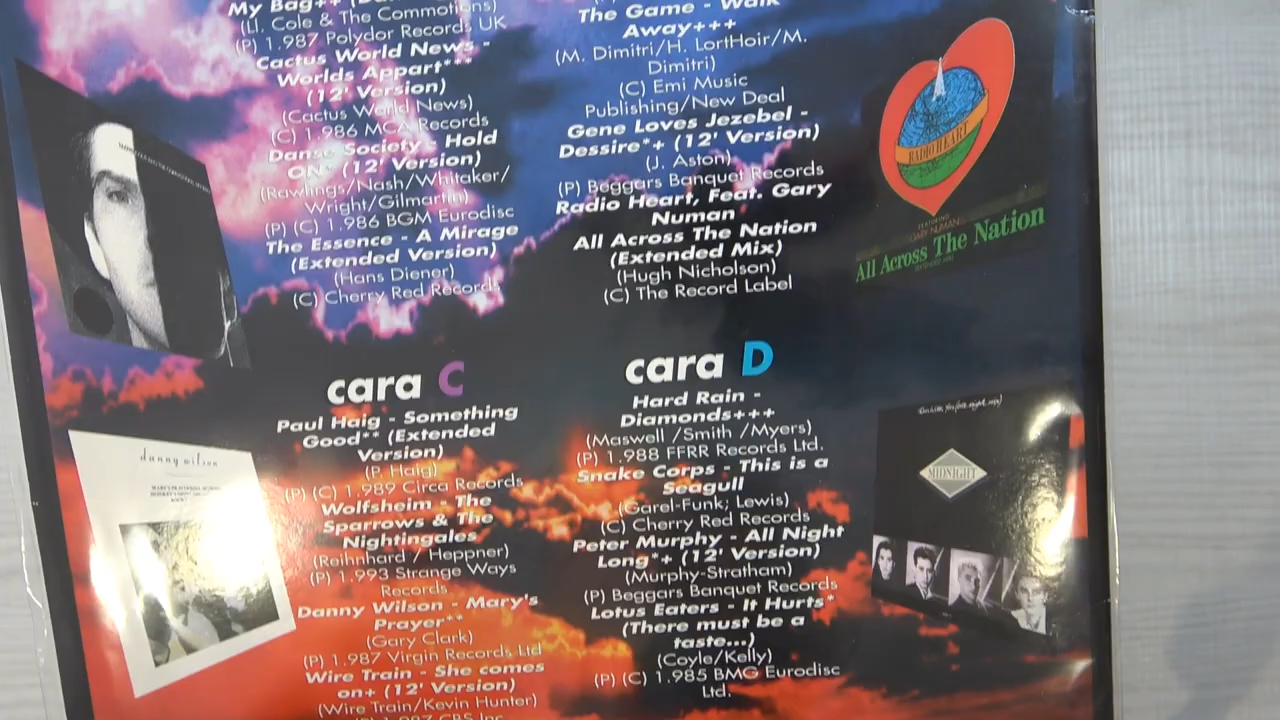 My Bag++
(Ll. Cole & The Commotions)
(P) 1.987 Polydor Records UK
Cactus World News -
Worlds Appart***
(12' Version)
(Cactus World News)
(C) 1.986 MCA Records
Danse Society - Hold
ON* (12' Version)
(Rawlings/Nash/Whitaker/
Wright/Gilmartin)
(P) (C) 1.986 BGM Eurodisc
The Essence - A Mirage
(Extended Version)
(Hans Diener)
(C) Cherry Red Records
The Game - Walk
Away+++
(M. Dimitri/H. LortHoir/M.
Dimitri)
(C) Emi Music
Publishing/New Deal
Gene Loves Jezebel -
Dessire*+ (12' Version)
(J. Aston)
(P) Beggars Banquet Records
Radio Heart, Feat. Gary
Numan
All Across The Nation
(Extended Mix)
(Hugh Nicholson)
(C) The Record Label
RADIO HEART
FEATURING
GARY NUMAN
All Across The Nation
cara C
Paul Haig - Something
Good** (Extended
Version)
(P. Haig)
(P) (C) 1.989 Circa Records
Wolfsheim - The
Sparrows & The
Nightingales
(Reihnhard / Heppner)
(P) 1.993 Strange Ways
Records
Danny Wilson - Mary's
Prayer**
(Gary Clark)
(P) 1.987 Virgin Records Ltd
Wire Train - She comes
on+ (12' Version)
(Wire Train/Kevin Hunter)
(P) 1.987 CBS Inc.
cara D
Hard Rain -
Diamonds+++
(Maswell /Smith /Myers)
(P) 1.988 FFRR Records Ltd.
Snake Corps - This is a
Seagull
(Garel-Funk; Lewis)
(C) Cherry Red Records
Peter Murphy - All Night
Long*+ (12' Version)
(Murphy-Stratham)
(P) Beggars Banquet Records
Lotus Eaters - It Hurts*
(There must be a
taste...)
(Coyle/Kelly)
(P) (C) 1.985 BMG Eurodisc
Ltd.
danny wilson
MIDNIGHT